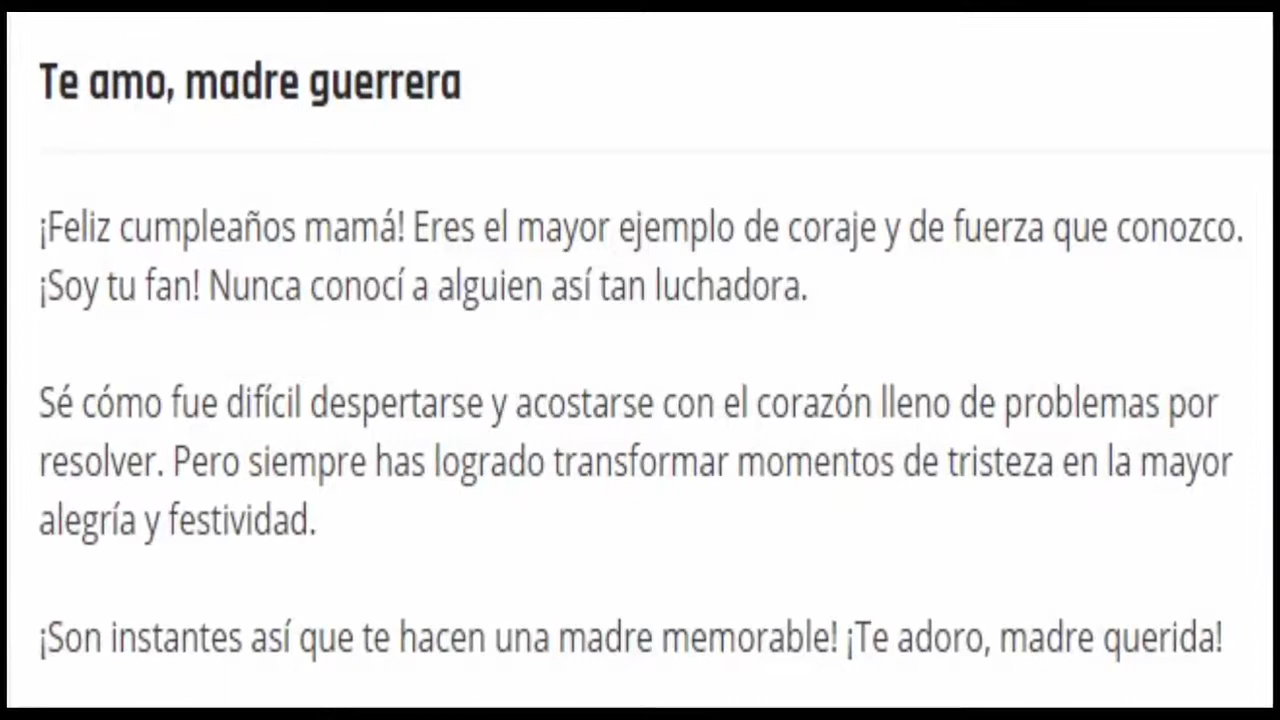 Te amo, madre guerrera
¡Feliz cumpleaños mamá! Eres el mayor ejemplo de coraje y de fuerza que conozco.
¡Soy tu fan! Nunca conocí a alguien así tan luchadora.
Sé cómo fue difícil despertarse y acostarse con el corazón lleno de problemas por
resolver. Pero siempre has logrado transformar momentos de tristeza en la mayor
alegría y festividad.
¡Son instantes así que te hacen una madre memorable! ¡Te adoro, madre querida!